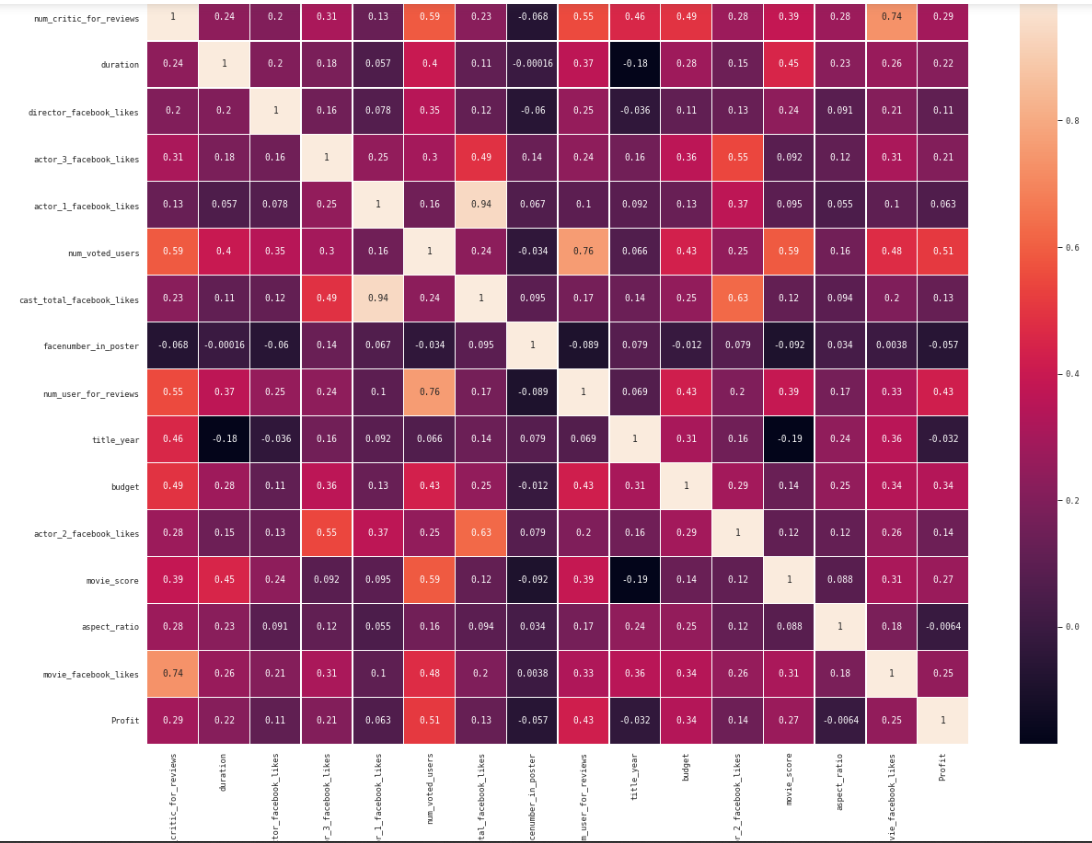 num_critic_for_reviews 1 0.24 0.2 0.31 0.13 0.59 0.23 -0.068 0.55 0.46 0.49 0.28 0.39 0.28 0.74 0.29
duration 0.24 1 0.2 0.18 0.057 0.4 0.11 -0.00016 0.37 -0.18 0.28 0.15 0.45 0.23 0.26 0.22
director_facebook_likes 0.2 0.2 1 0.16 0.078 0.35 0.12 -0.06 0.25 -0.036 0.11 0.13 0.24 0.091 0.21 0.11
0.8
actor_3_facebook_likes 0.31 0.18 0.16 1 0.25 0.3 0.49 0.14 0.24 0.16 0.36 0.55 0.092 0.12 0.31 0.21
actor_1_facebook_likes 0.13 0.057 0.078 0.25 1 0.16 0.94 0.067 0.1 0.092 0.13 0.37 0.095 0.055 0.1 0.063
num_voted_users 0.59 0.4 0.35 0.3 0.16 1 0.24 -0.034 0.76 0.066 0.43 0.25 0.59 0.16 0.48 0.51
0.6
cast_total_facebook_likes 0.23 0.11 0.12 0.49 0.94 0.24 1 0.095 0.17 0.14 0.25 0.63 0.12 0.094 0.2 0.13
facenumber_in_poster -0.068 -0.00016 -0.06 0.14 0.067 -0.034 0.095 1 -0.089 0.079 -0.012 0.079 -0.092 0.034 0.0038 -0.057
0.4
num_user_for_reviews 0.55 0.37 0.25 0.24 0.1 0.76 0.17 -0.089 1 0.069 0.43 0.2 0.39 0.17 0.33 0.43
title_year 0.46 -0.18 -0.036 0.16 0.092 0.066 0.14 0.079 0.069 1 0.31 0.16 -0.19 0.24 0.36 -0.032
budget 0.49 0.28 0.11 0.36 0.13 0.43 0.25 -0.012 0.43 0.31 1 0.29 0.14 0.25 0.34 0.34
0.2
actor_2_facebook_likes 0.28 0.15 0.13 0.55 0.37 0.25 0.63 0.079 0.2 0.16 0.29 1 0.12 0.12 0.26 0.14
movie_score 0.39 0.45 0.24 0.092 0.095 0.59 0.12 -0.092 0.39 -0.19 0.14 0.12 1 0.088 0.31 0.27
aspect_ratio 0.28 0.23 0.091 0.12 0.055 0.16 0.094 0.034 0.17 0.24 0.25 0.12 0.088 1 0.18 -0.0064
0.0
movie_facebook_likes 0.74 0.26 0.21 0.31 0.1 0.48 0.2 0.0038 0.33 0.36 0.34 0.26 0.31 0.18 1 0.25
Profit 0.29 0.22 0.11 0.21 0.063 0.51 0.13 -0.057 0.43 -0.032 0.34 0.14 0.27 -0.0064 0.25 1
_critic_for_reviews
duration
tor_facebook_likes
r_3_facebook_likes
r_1_facebook_likes
num_voted_users
tal_facebook_likes
cenumber_in_poster
m_user_for_reviews
title_year
budget
r_2_facebook_likes
movie_score
aspect_ratio
vie_facebook_likes
Profit